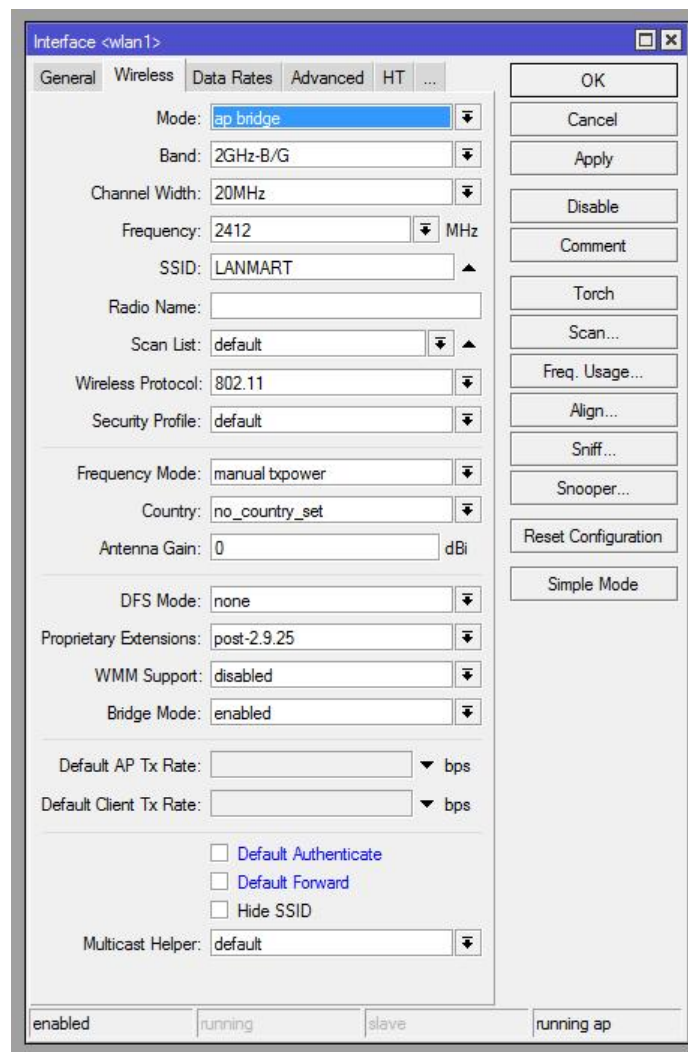 Interface <wlan1>
General Wireless Data Rates Advanced HT ...
OK
Mode: ap bridge
Cancel
Band: 2GHz-B/G
Apply
Channel Width: 20MHz
Disable
Frequency: 2412 MHz
Comment
SSID: LANMART
Radio Name:
Torch
Scan List: default
Scan...
Wireless Protocol: 802.11
Freq. Usage...
Security Profile: default
Align...
Sniff...
Frequency Mode: manual txpower
Snooper...
Country: no_country_set
Antenna Gain: 0 dBi
Reset Configuration
DFS Mode: none
Simple Mode
Proprietary Extensions: post-2.9.25
WMM Support: disabled
Bridge Mode: enabled
Default AP Tx Rate: bps
Default Client Tx Rate: bps
Default Authenticate
Default Forward
Hide SSID
Multicast Helper: default
enabled running slave running ap